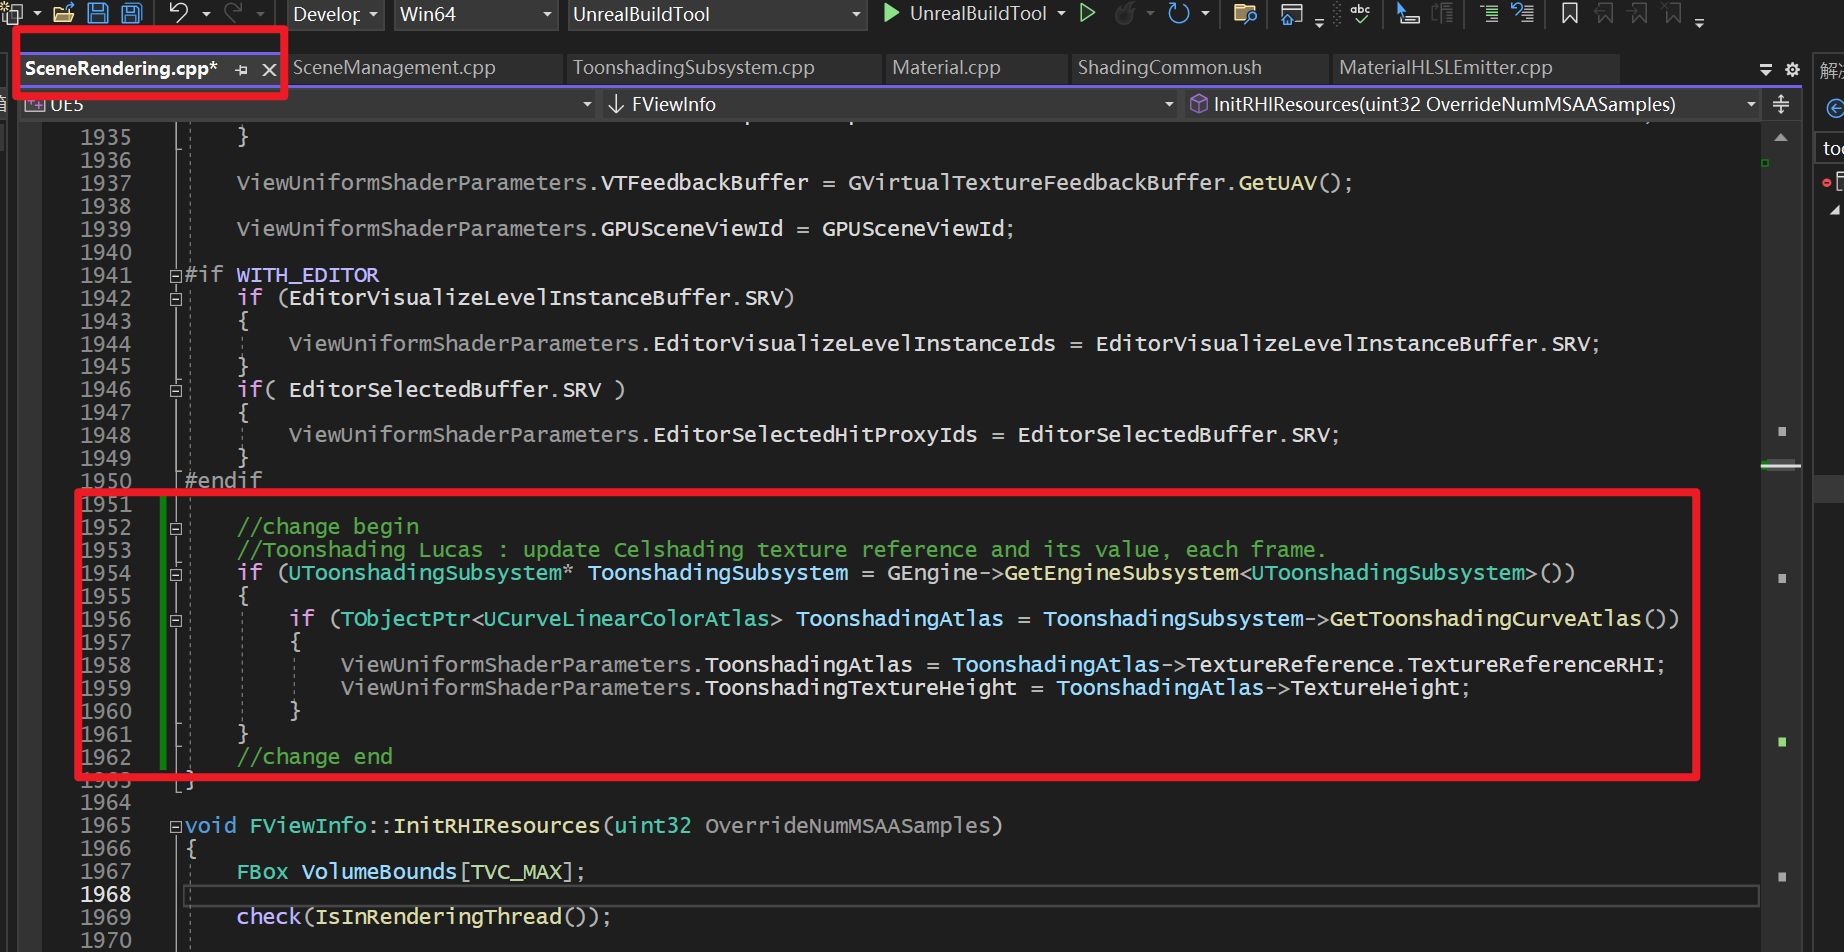 Develop Win64 UnrealBuildTool UnrealBuildTool abc
SceneRendering.cpp* SceneManagement.cpp ToonshadingSubsystem.cpp Material.cpp ShadingCommon.ush MaterialHLSLEmitter.cpp
UE5 FViewInfo InitRHIResources(uint32 OverrideNumMSAASamples)
too
1935 }
1936
1937 ViewUniformShaderParameters.VTFeedbackBuffer = GVirtualTextureFeedbackBuffer.GetUAV();
1938
1939 ViewUniformShaderParameters.GPUSceneViewId = GPUSceneViewId;
1940
1941 #if WITH_EDITOR
1942 if (EditorVisualizeLevelInstanceBuffer.SRV)
1943 {
1944 ViewUniformShaderParameters.EditorVisualizeLevelInstanceIds = EditorVisualizeLevelInstanceBuffer.SRV;
1945 }
1946 if( EditorSelectedBuffer.SRV )
1947 {
1948 ViewUniformShaderParameters.EditorSelectedHitProxyIds = EditorSelectedBuffer.SRV;
1949 }
1950 #endif
1951
1952 //change begin
1953 //Toonshading Lucas : update Celshading texture reference and its value, each frame.
1954 if (UToonshadingSubsystem* ToonshadingSubsystem = GEngine->GetEngineSubsystem<UToonshadingSubsystem>())
1955 {
1956 if (TObjectPtr<UCurveLinearColorAtlas> ToonshadingAtlas = ToonshadingSubsystem->GetToonshadingCurveAtlas())
1957 {
1958 ViewUniformShaderParameters.ToonshadingAtlas = ToonshadingAtlas->TextureReference.TextureReferenceRHI;
1959 ViewUniformShaderParameters.ToonshadingTextureHeight = ToonshadingAtlas->TextureHeight;
1960 }
1961 }
1962 //change end
1963 }
1964
1965 void FViewInfo::InitRHIResources(uint32 OverrideNumMSAASamples)
1966 {
1967 FBox VolumeBounds[TVC_MAX];
1968
1969 check(IsInRenderingThread());
1970